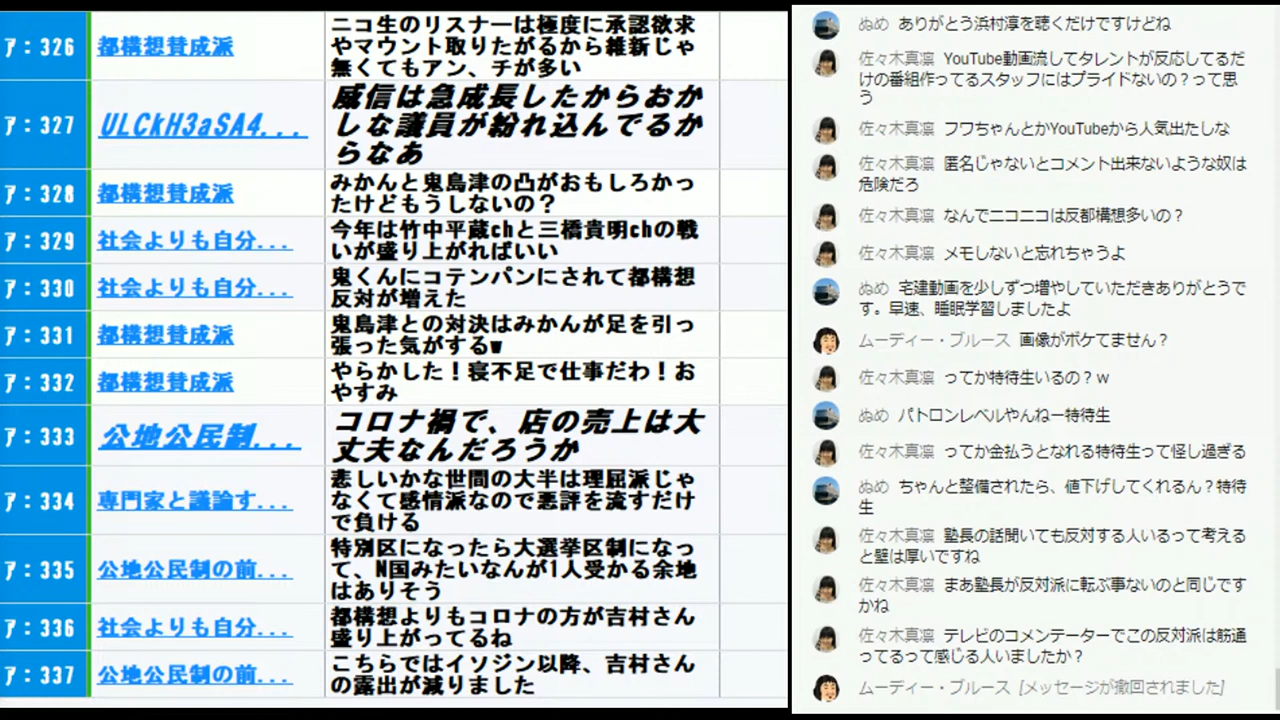 ｱ：326 都構想賛成派 ニコ生のリスナーは極度に承認欲求
やマウント取りたがるから維新じゃ
無くてもアン、チが多い
ｱ：327 ULCkH3aSA4... 威信は急成長したからおか
しな議員が紛れ込んでるか
らなあ
ｱ：328 都構想賛成派 みかんと鬼島津の凸がおもしろかっ
たけどもうしないの？
ｱ：329 社会よりも自分... 今年は竹中平蔵chと三橋貴明chの戦
いが盛り上がればいい
ｱ：330 社会よりも自分... 鬼くんにコテンパンにされて都構想
反対が増えた
ｱ：331 都構想賛成派 鬼島津との対決はみかんが足を引っ
張った気がするw
ｱ：332 都構想賛成派 やらかした！寝不足で仕事だわ！お
やすみ
ｱ：333 公地公民制... コロナ禍で、店の売上は大
丈夫なんだろうか
ｱ：334 専門家と議論す... 悲しいかな世間の大半は理屈派じゃ
なくて感情派なので悪評を流すだけ
で負ける
ｱ：335 公地公民制の前... 特別区になったら大選挙区制になっ
て、N国みたいなんが1人受かる余地
はありそう
ｱ：336 社会よりも自分... 都構想よりもコロナの方が吉村さん
盛り上がってるね
ｱ：337 公地公民制の前... こちらではイソジン以降、吉村さん
の露出が減りました
ぬめ ありがとう浜村淳を聴くだけですけどね
佐々木真凛 YouTube動画流してタレントが反応してるだ
けの番組作ってるスタッフにはプライドないの？って思
う
佐々木真凛 フワちゃんとかYouTubeから人気出たしな
佐々木真凛 匿名じゃないとコメント出来ないような奴は
危険だろ
佐々木真凛 なんでニコニコは反都構想多いの？
佐々木真凛 メモしないと忘れちゃうよ
ぬめ 宅建動画を少しずつ増やしていただきありがとうで
す。早速、睡眠学習しましたよ
ムーディー・ブルース 画像がボケてません？
佐々木真凛 ってか特待生いるの？ｗ
ぬめ パトロンレベルやんねー特待生
佐々木真凛 ってか金払うとなれる特待生って怪し過ぎる
ぬめ ちゃんと整備されたら、値下げしてくれるん？特待
生
佐々木真凛 塾長の話聞いても反対する人いるって考える
と壁は厚いですね
佐々木真凛 まあ塾長が反対派に転ぶ事ないのと同じです
かね
佐々木真凛 テレビのコメンテーターでこの反対派は筋通
ってるって感じる人いましたか？
ムーディー・ブルース [メッセージが撤回されました]